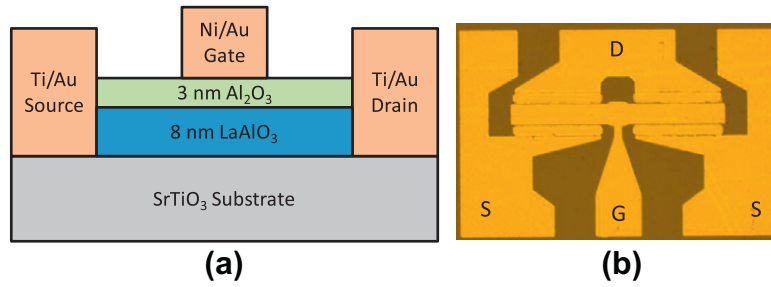 Ni/Au
Gate
Ti/Au
Source
Ti/Au
Drain
3 nm Al₂O₃
8 nm LaAlO₃
SrTiO₃ Substrate
(a)
D
S
G
S
(b)